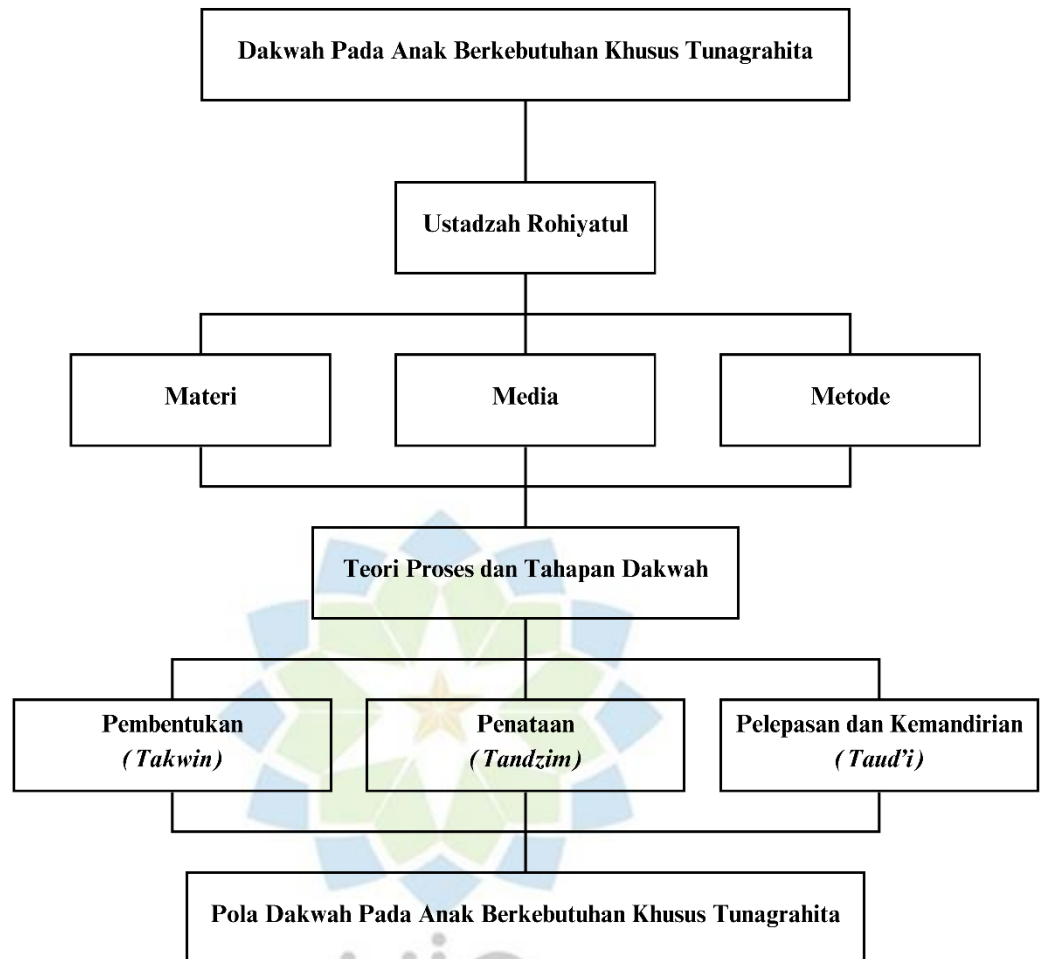 Dakwah Pada Anak Berkebutuhan Khusus Tunagrahita
Ustadzah Rohiyatul
Materi
Media
Metode
Teori Proses dan Tahapan Dakwah
Pembentukan
(Takwin)
Penataan
(Tandzim)
Pelepasan dan Kemandirian
(Taud'i)
Pola Dakwah Pada Anak Berkebutuhan Khusus Tunagrahita